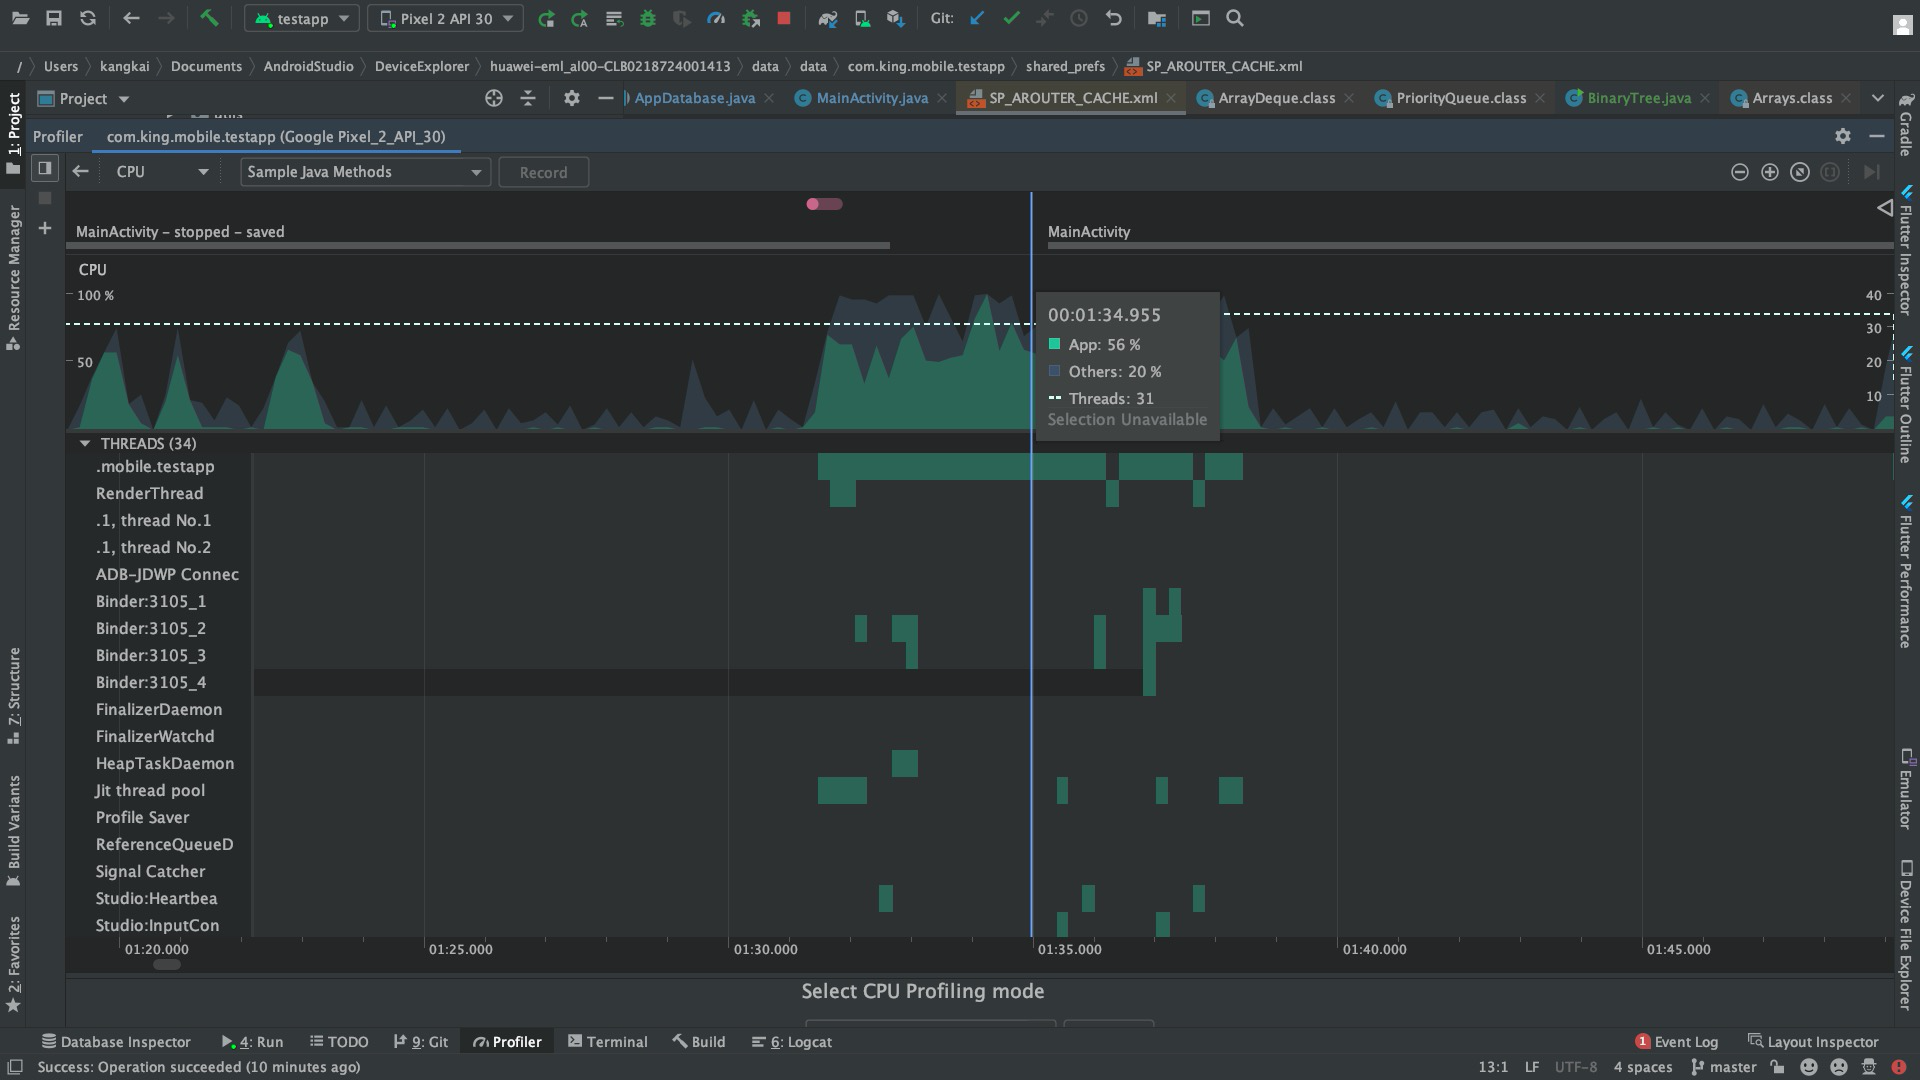 testapp
Pixel 2 API 30
Git:
/ Users kangkai Documents AndroidStudio DeviceExplorer huawei-eml_al00-CLB0218724001413 data data com.king.mobile.testapp shared_prefs SP_AROUTER_CACHE.xml
Project
AppDatabase.java
MainActivity.java
SP_AROUTER_CACHE.xml
ArrayDeque.class
PriorityQueue.class
BinaryTree.java
Arrays.class
Profiler
com.king.mobile.testapp (Google Pixel_2_API_30)
CPU
Sample Java Methods
Record
MainActivity – stopped – saved
MainActivity
CPU
100 %
50
40
30
20
10
00:01:34.955
App: 56 %
Others: 20 %
Threads: 31
Selection Unavailable
THREADS (34)
.mobile.testapp
RenderThread
.1, thread No.1
.1, thread No.2
ADB-JDWP Connec
Binder:3105_1
Binder:3105_2
Binder:3105_3
Binder:3105_4
FinalizerDaemon
FinalizerWatchd
HeapTaskDaemon
Jit thread pool
Profile Saver
ReferenceQueueD
Signal Catcher
Studio:Heartbea
Studio:InputCon
01:20.000
01:25.000
01:30.000
01:35.000
01:40.000
01:45.000
Select CPU Profiling mode
1: Project
Resource Manager
7: Structure
Build Variants
2: Favorites
Gradle
Flutter Inspector
Flutter Outline
Flutter Performance
Emulator
Device File Explorer
Database Inspector
4: Run
TODO
9: Git
Profiler
Terminal
Build
6: Logcat
1 Event Log
Layout Inspector
Success: Operation succeeded (10 minutes ago)
13:1
LF
UTF-8
4 spaces
master